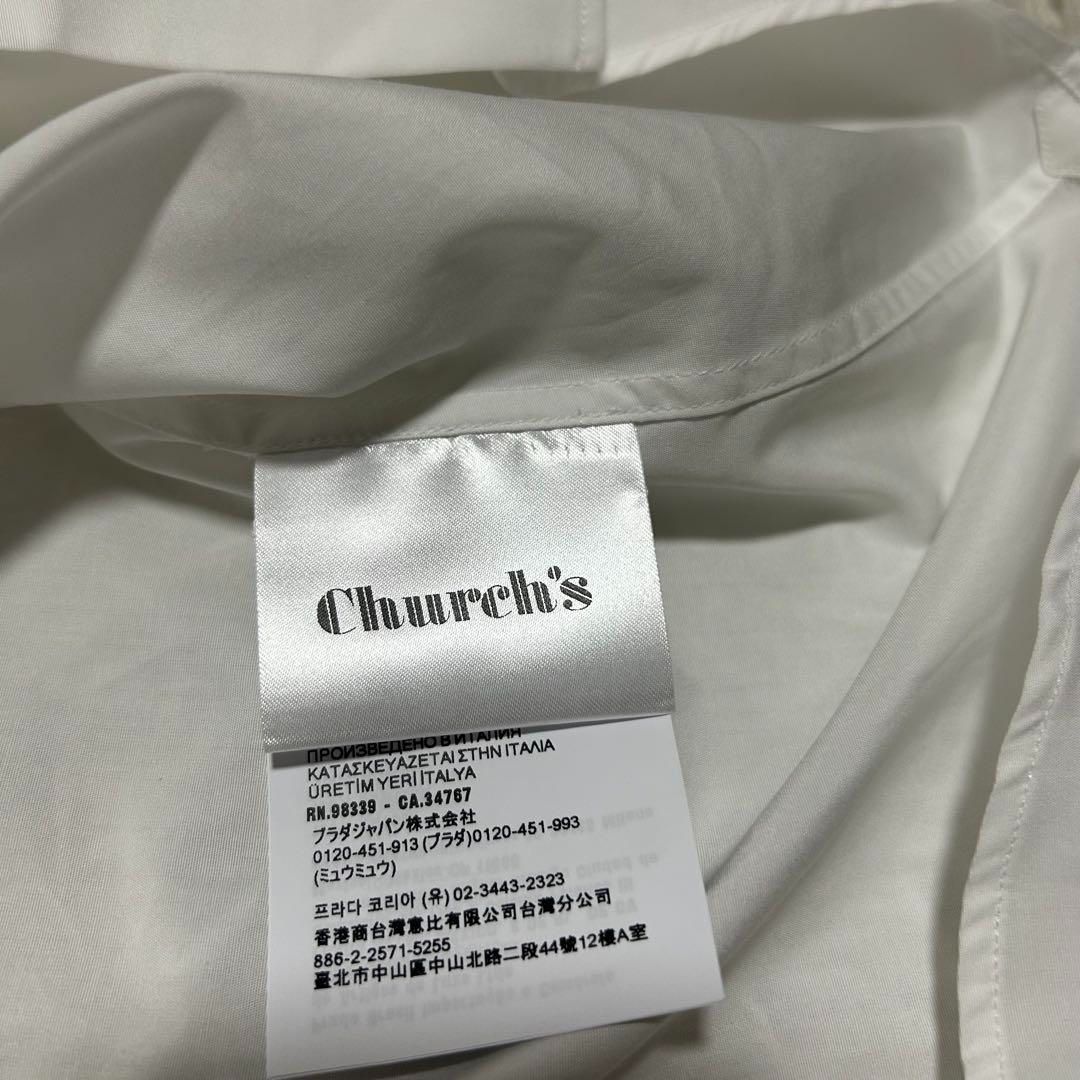 Church's
ПРОИЗВЕДЕНО В ИТАЛИЯ
ΚΑΤΑΣΚΕΥΑΖΕΤΑΙ ΣΤΗΝ ΙΤΑΛΙΑ
ÜRETİM YERİ İTALYA
RN.98339 - CA.34767
プラダジャパン株式会社
0120-451-913 (プラダ)0120-451-993
(ミュウミュウ)
프라다 코리아 (유) 02-3443-2323
香港商台灣意比有限公司台灣分公司
886-2-2571-5255
臺北市中山區中山北路二段44號12樓A室